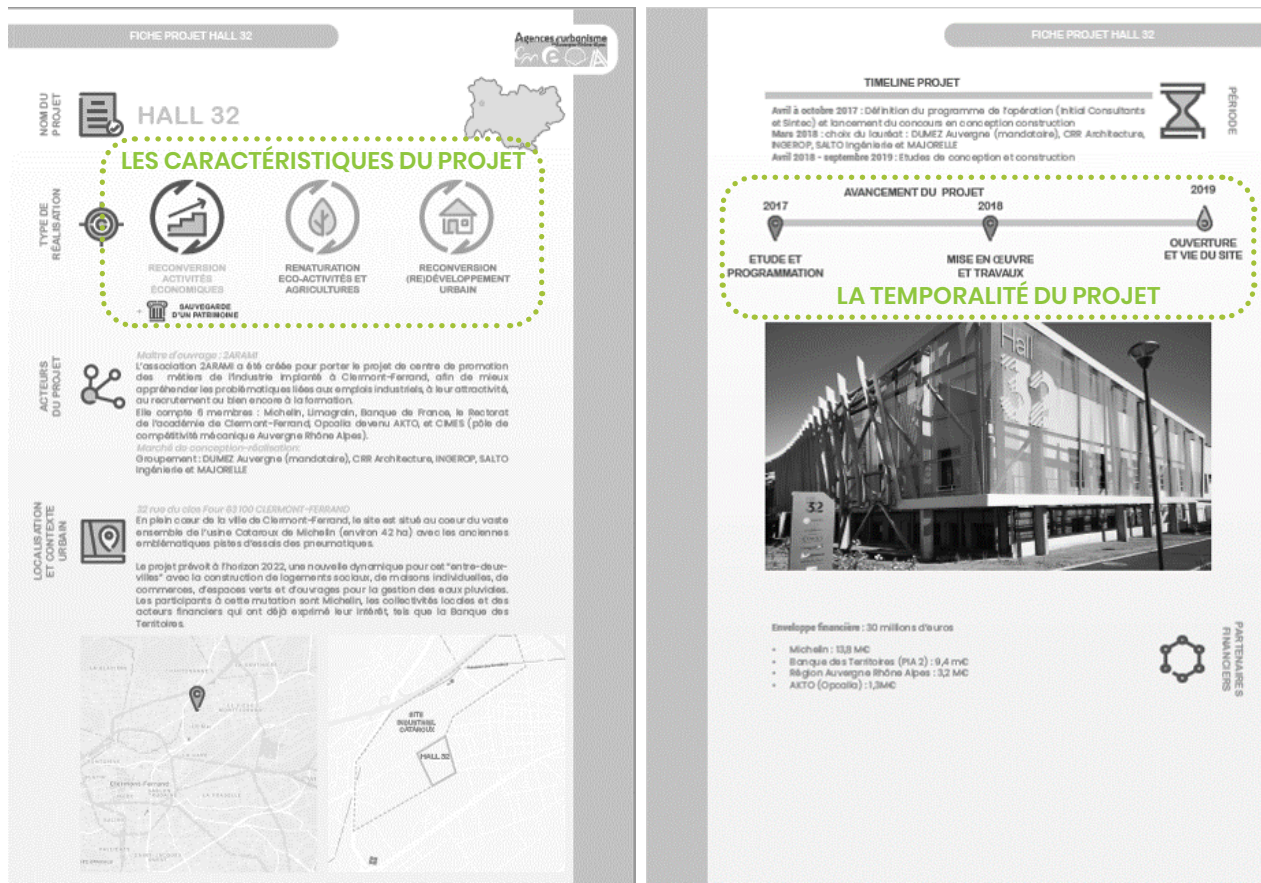 FICHE PROJET HALL 32
Agences d'urbanisme
NOM DU
PROJET
HALL 32
LES CARACTÉRISTIQUES DU PROJET
TYPE DE
RÉALISATION
RECONVERSION
ACTIVITÉS
ÉCONOMIQUES
+ SAUVEGARDE
D'UN PATRIMOINE
RENATURATION
ECO-ACTIVITÉS ET
AGRICULTURES
RECONVERSION
(RE)DÉVELOPPEMENT
URBAIN
ACTEURS
DU PROJET
Maître d'ouvrage : 2ARAMI
L'association 2ARAMI a été créée pour porter le projet de centre de promotion
des métiers de l'industrie implanté à Clermont-Ferrand, afin de mieux
appréhender les problématiques liées aux emplois industriels, à leur attractivité,
au recrutement ou bien encore à la formation.
Elle compte 6 membres : Michelin, Limagrain, Banque de France, le Rectorat
de l'académie de Clermont-Ferrand, Opcalia devenu AKTO, et CIMES (pôle de
compétitivité mécanique Auvergne Rhône Alpes).
Marché de conception-réalisation:
Groupement : DUMEZ Auvergne (mandataire), CRR Architecture, INGEROP, SALTO
Ingénierie et MAJORELLE
LOCALISATION
ET CONTEXTE
URBAIN
32 rue du clos Four 63 100 CLERMONT-FERRAND
En plein cœur de la ville de Clermont-Ferrand, le site est situé au coeur du vaste
ensemble de l'usine Cataroux de Michelin (environ 42 ha) avec les anciennes
emblématiques pistes d'essais des pneumatiques.
Le projet prévoit à l'horizon 2022, une nouvelle dynamique pour cet "entre-deux-
villes" avec la construction de logements sociaux, de maisons individuelles, de
commerces, d'espaces verts et d'ouvrages pour la gestion des eaux pluviales.
Les participants à cette mutation sont Michelin, les collectivités locales et des
acteurs financiers qui ont déjà exprimé leur intérêt, tels que la Banque des
Territoires.
Clermont-Ferrand
SITE
INDUSTRIEL
CATAROUX
HALL 32
FICHE PROJET HALL 32
TIMELINE PROJET
PÉRIODE
Avril à octobre 2017 : Définition du programme de l'opération (Initial Consultants
et Sintec) et lancement du concours en conception construction
Mars 2018 : choix du lauréat : DUMEZ Auvergne (mandataire), CRR Architecture,
INGEROP, SALTO Ingénierie et MAJORELLE
Avril 2018 - septembre 2019 : Etudes de conception et construction
AVANCEMENT DU PROJET
2017
2018
2019
ETUDE ET
PROGRAMMATION
MISE EN ŒUVRE
ET TRAVAUX
OUVERTURE
ET VIE DU SITE
LA TEMPORALITÉ DU PROJET
Hall
32
32
Enveloppe financière : 30 millions d'euros
• Michelin : 13,8 M€
• Banque des Territoires (PIA 2) : 9,4 m€
• Région Auvergne Rhône Alpes : 3,2 M€
• AKTO (Opcalia) : 1,3M€
PARTENAIRES
FINANCIERS